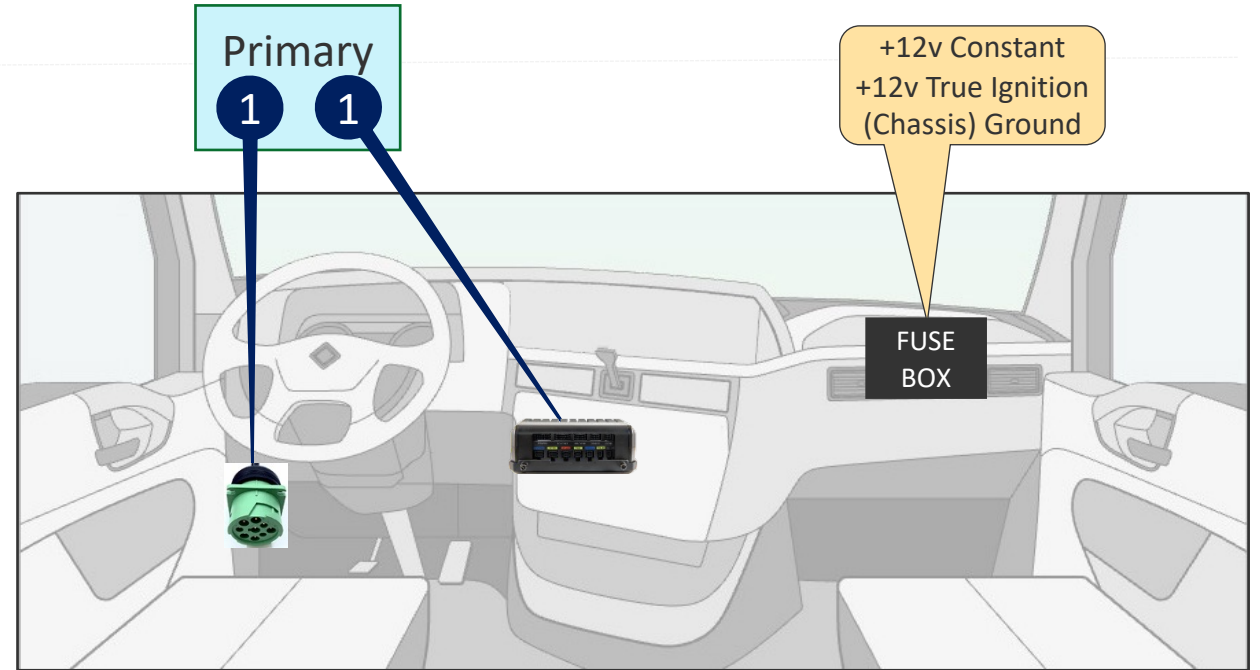 Primary
1 1
+12v Constant
+12v True Ignition
(Chassis) Ground
FUSE
BOX